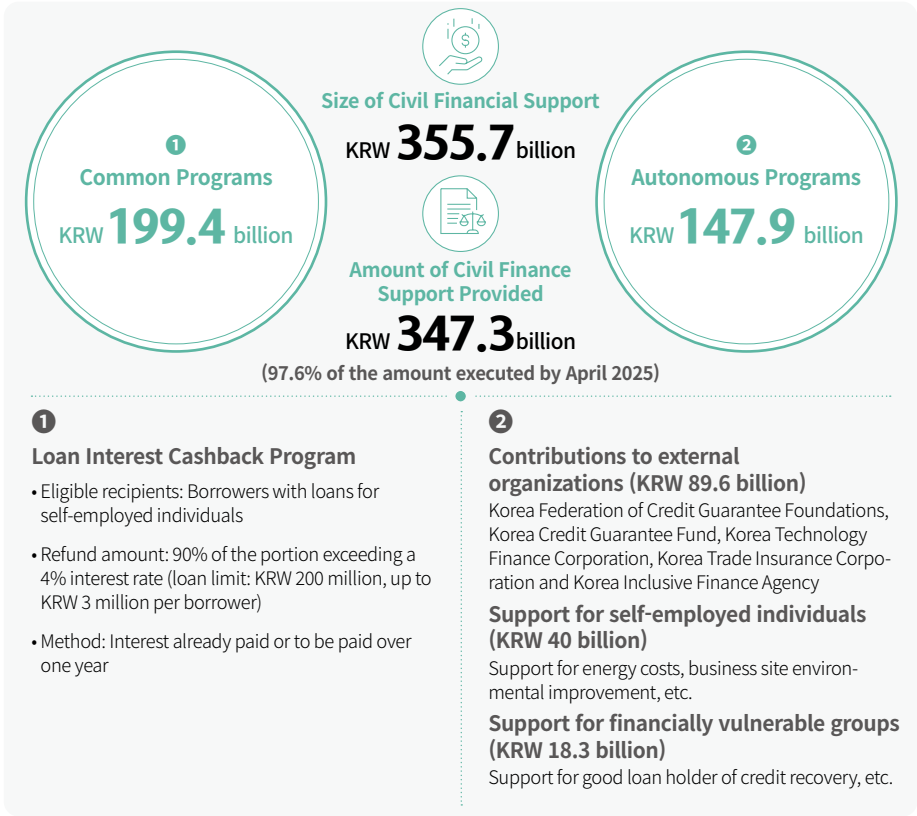 Size of Civil Financial Support
KRW 355.7 billion
1
Common Programs
KRW 199.4 billion
2
Autonomous Programs
KRW 147.9 billion
Amount of Civil Finance
Support Provided
KRW 347.3 billion
(97.6% of the amount executed by April 2025)
1
Loan Interest Cashback Program
• Eligible recipients: Borrowers with loans for
self-employed individuals
• Refund amount: 90% of the portion exceeding a
4% interest rate (loan limit: KRW 200 million, up to
KRW 3 million per borrower)
• Method: Interest already paid or to be paid over
one year
2
Contributions to external
organizations (KRW 89.6 billion)
Korea Federation of Credit Guarantee Foundations,
Korea Credit Guarantee Fund, Korea Technology
Finance Corporation, Korea Trade Insurance Corpo-
ration and Korea Inclusive Finance Agency
Support for self-employed individuals
(KRW 40 billion)
Support for energy costs, business site environ-
mental improvement, etc.
Support for financially vulnerable groups
(KRW 18.3 billion)
Support for good loan holder of credit recovery, etc.